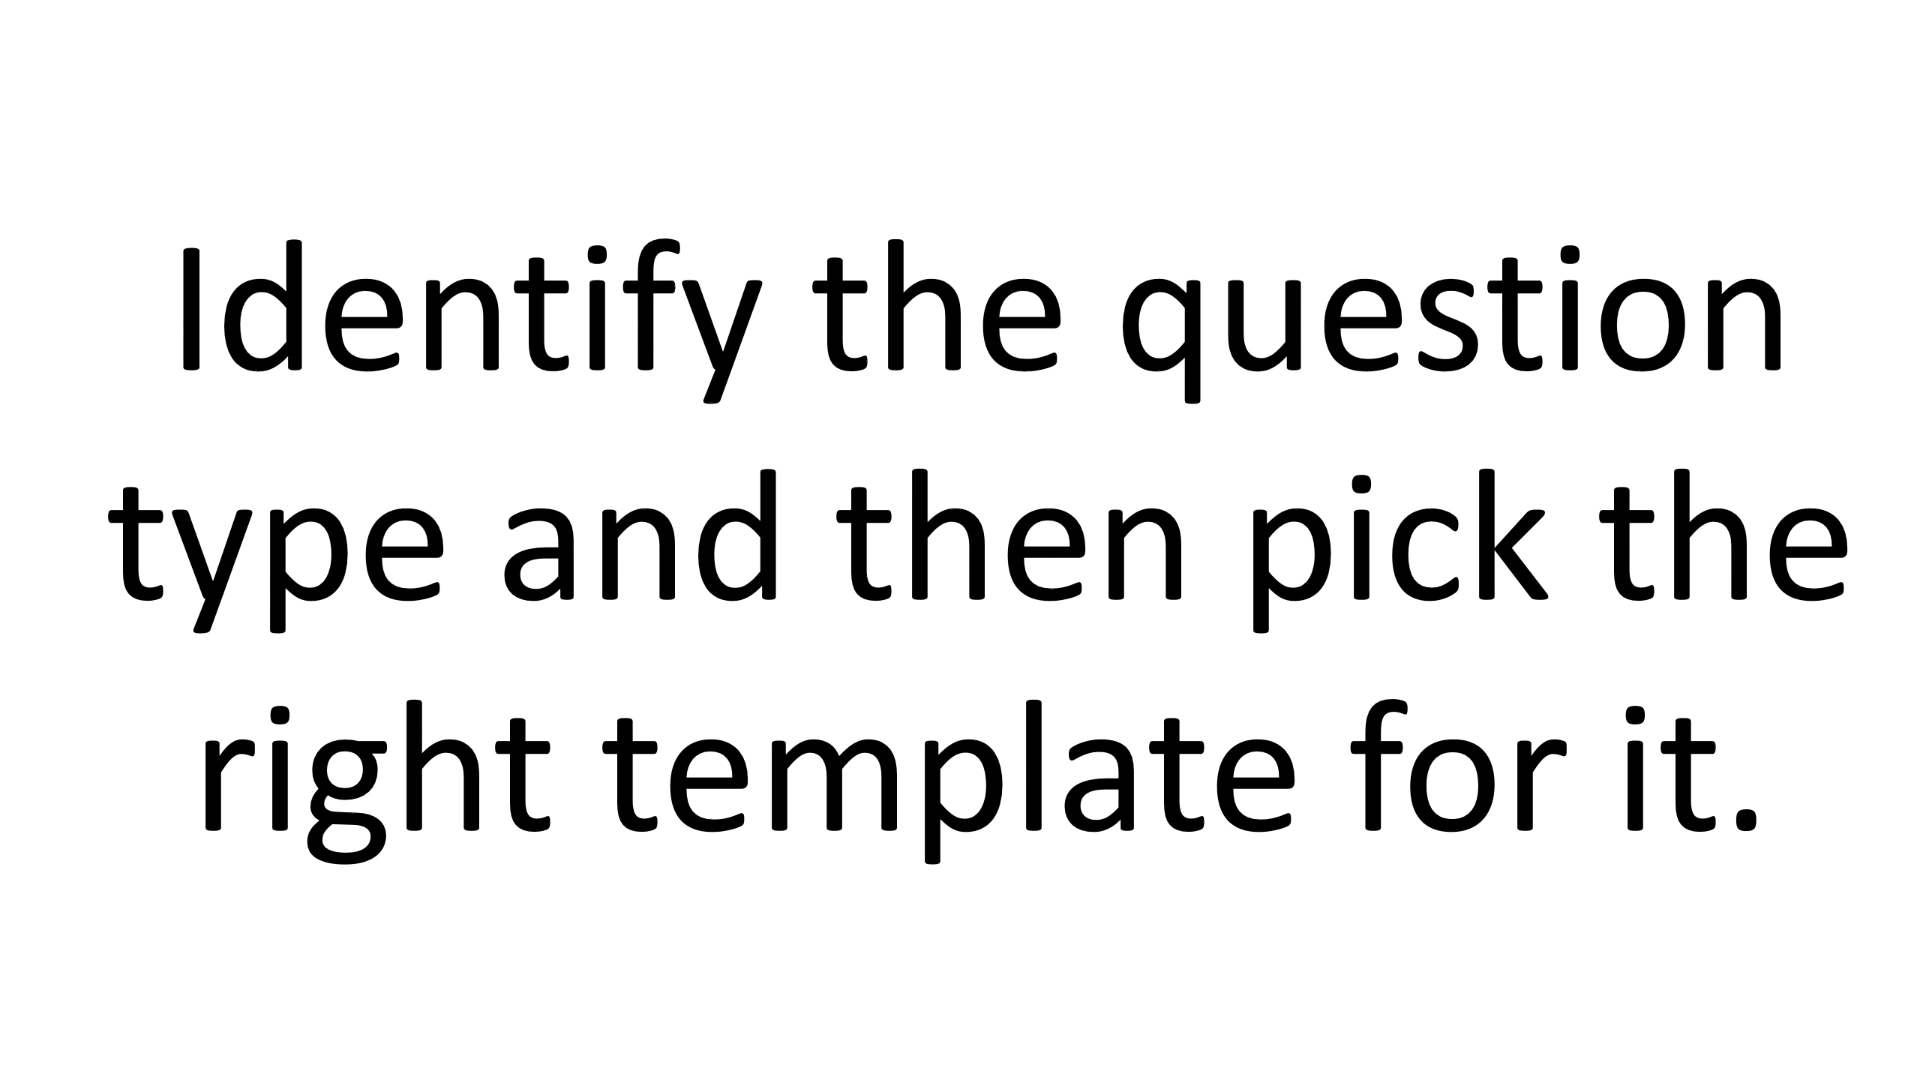 Identify the question
type and then pick the
right template for it.